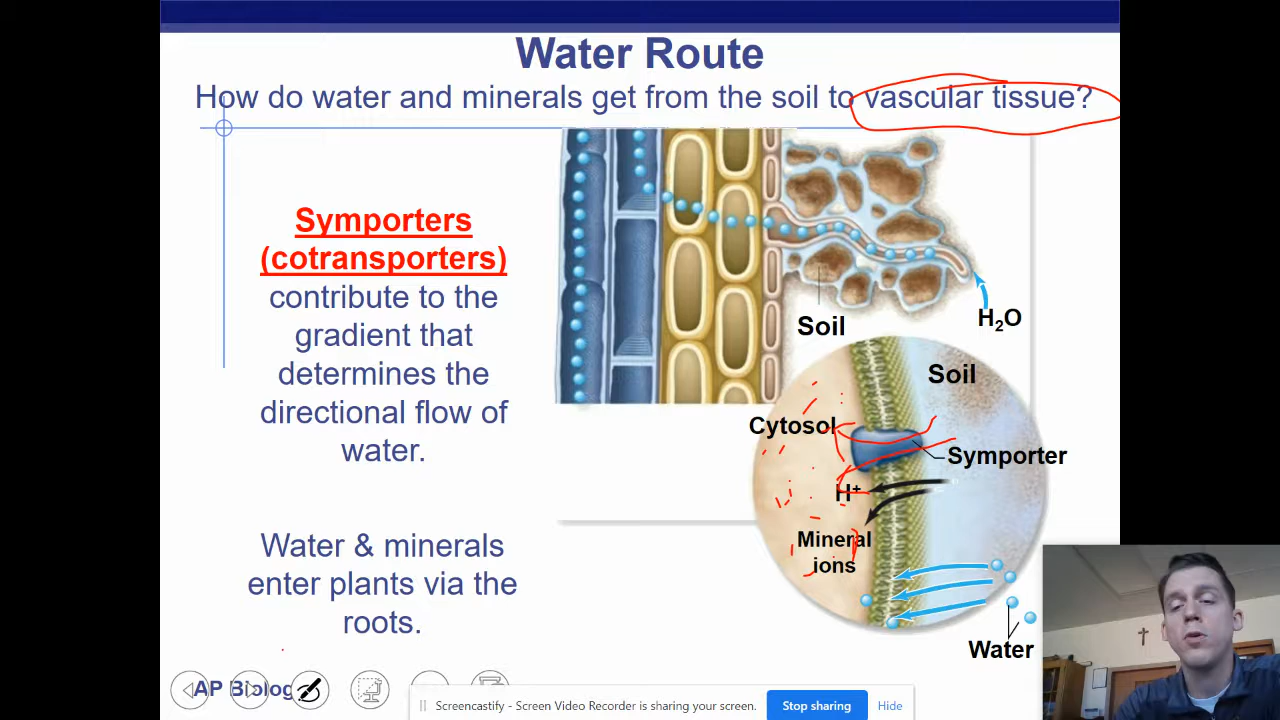 Water Route
How do water and minerals get from the soil to vascular tissue?
Symporters
(cotransporters)
contribute to the
gradient that
determines the
directional flow of
water.
Water & minerals
enter plants via the
roots.
Soil
H₂O
Soil
Cytosol
Symporter
H⁺
Mineral
ions
Water
AP Biolog
Screencastify - Screen Video Recorder is sharing your screen.
Stop sharing
Hide